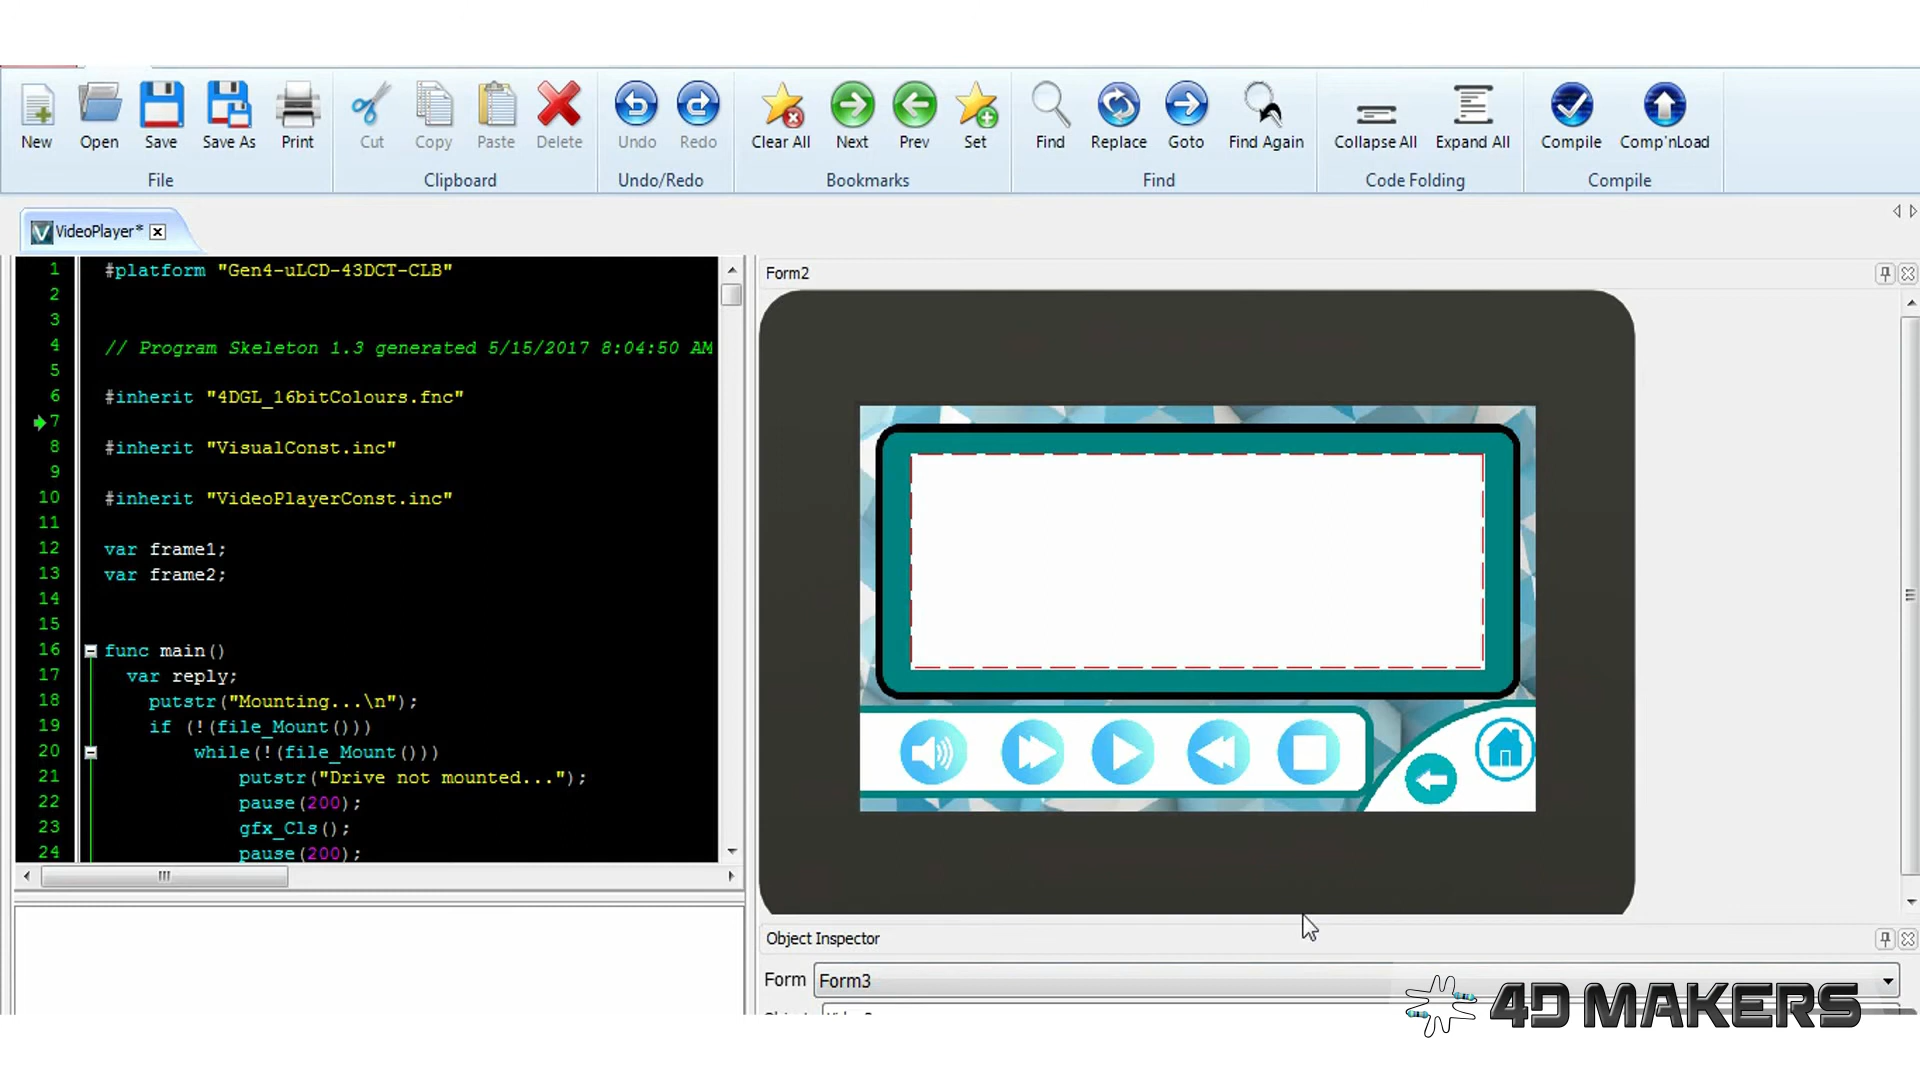 New Open Save Save As Print Cut Copy Paste Delete Undo Redo Clear All Next Prev Set Find Replace Goto Find Again Collapse All Expand All Compile Comp'nLoad
File Clipboard Undo/Redo Bookmarks Find Code Folding Compile
VideoPlayer*
Form2
1 #platform "Gen4-uLCD-43DCT-CLB"
2
3
4 // Program Skeleton 1.3 generated 5/15/2017 8:04:50 AM
5
6 #inherit "4DGL_16bitColours.fnc"
7
8 #inherit "VisualConst.inc"
9
10 #inherit "VideoPlayerConst.inc"
11
12 var frame1;
13 var frame2;
14
15
16 func main()
17 var reply;
18 putstr("Mounting...\n");
19 if (!(file_Mount()))
20 while(!(file_Mount()))
21 putstr("Drive not mounted...");
22 pause(200);
23 gfx_Cls();
24 pause(200);
Object Inspector
Form Form3
4D MAKERS